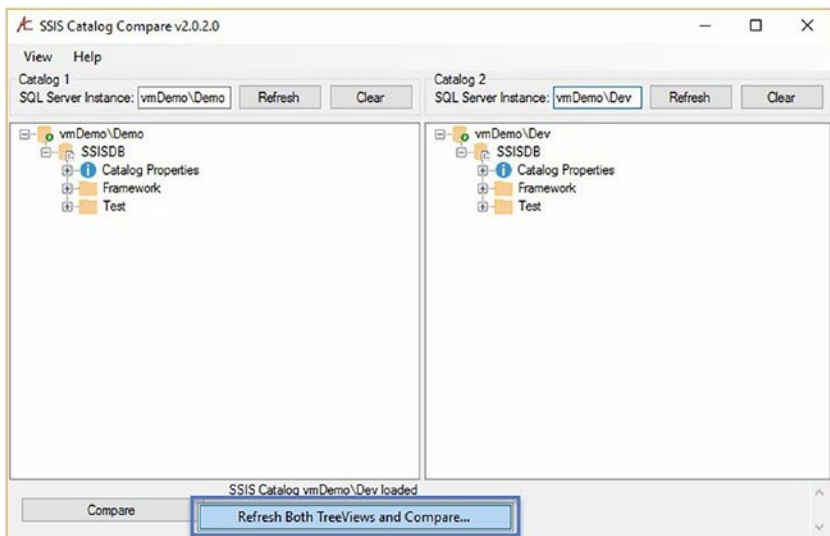 SSIS Catalog Compare v2.0.2.0
View Help
Catalog 1
SQL Server Instance: vmDemo\Demo Refresh Clear
Catalog 2
SQL Server Instance: vmDemo\Dev Refresh Clear
vmDemo\Demo
SSISDB
Catalog Properties
Framework
Test
vmDemo\Dev
SSISDB
Catalog Properties
Framework
Test
SSIS Catalog vmDemo\Dev loaded
Compare
Refresh Both TreeViews and Compare...